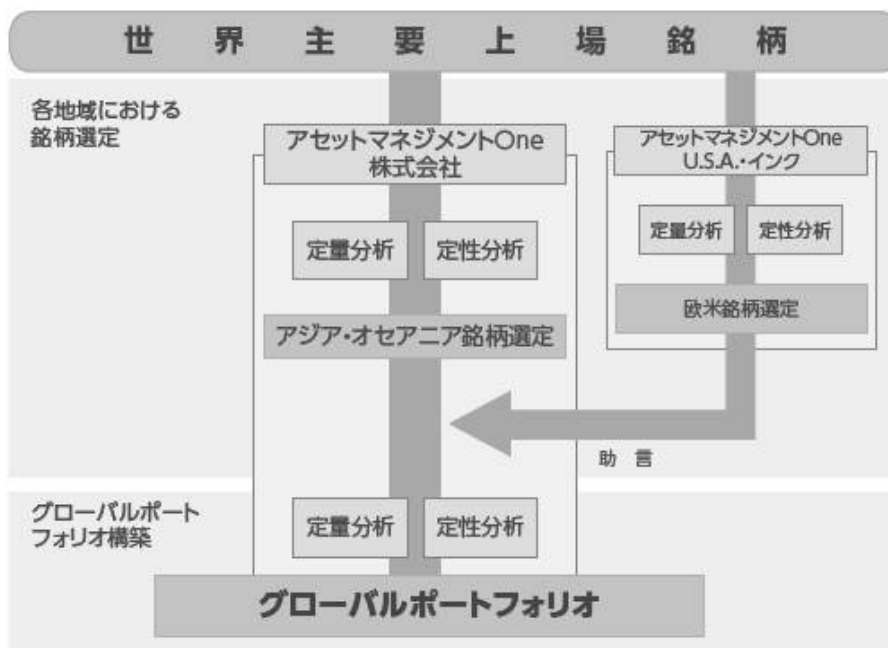 世界主要上場銘柄
各地域における
銘柄選定
アセットマネジメントOne
株式会社
アセットマネジメントOne
U.S.A.・インク
定量分析
定性分析
定量分析
定性分析
アジア・オセアニア銘柄選定
欧米銘柄選定
助言
グローバルポート
フォリオ構築
定量分析
定性分析
グローバルポートフォリオ